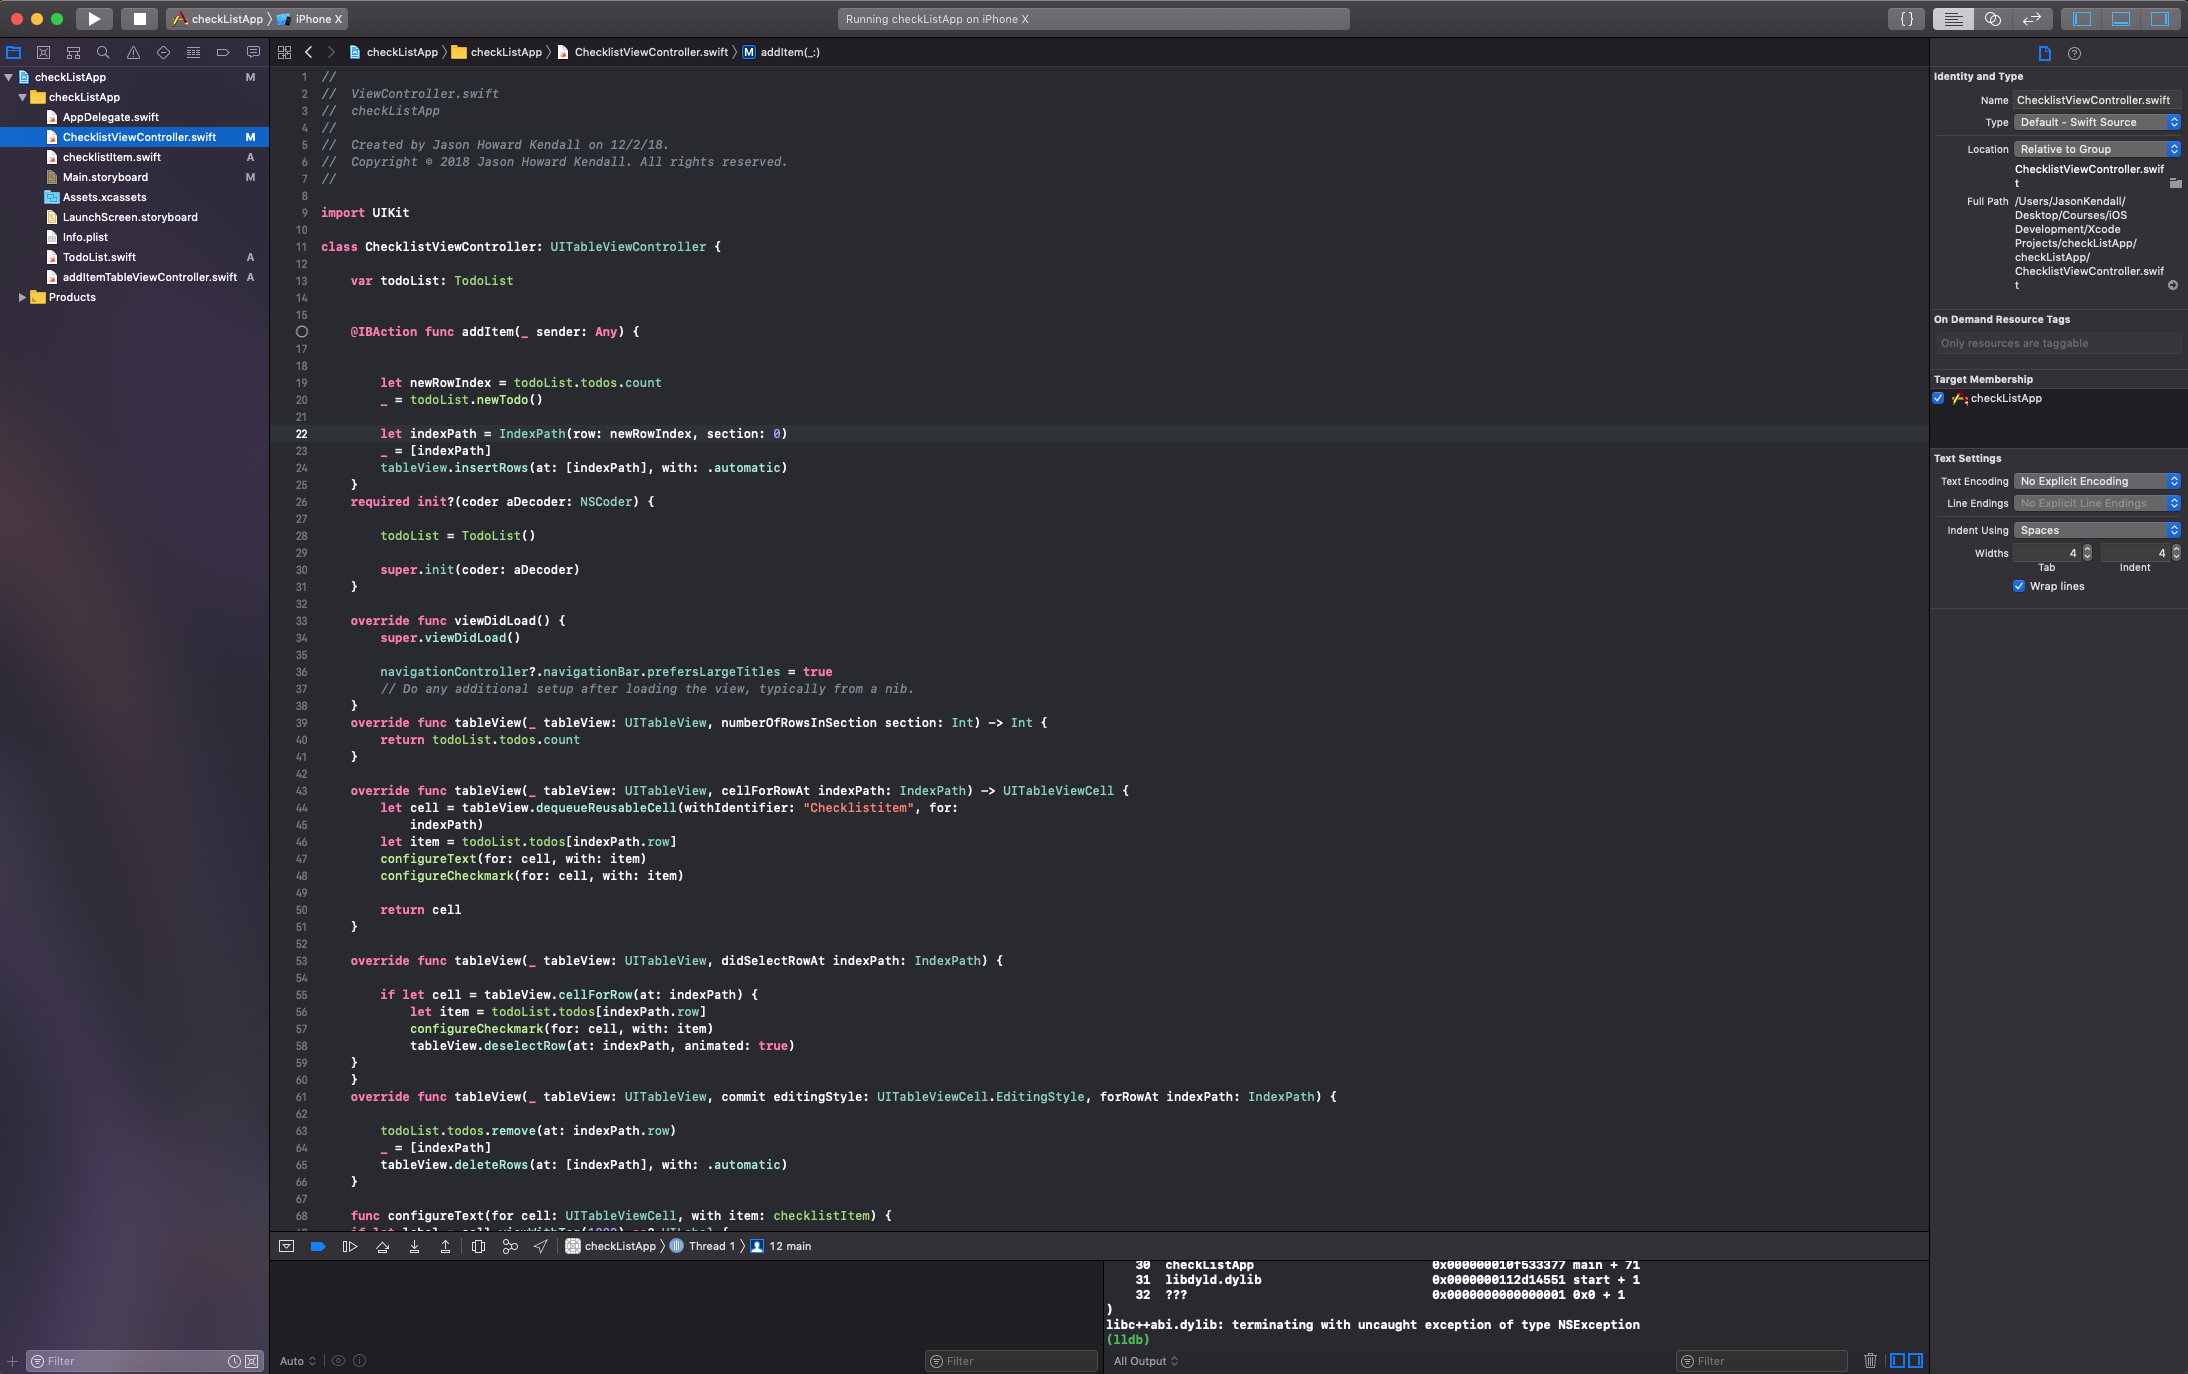 checkListApp 〉 iPhone X
Running checkListApp on iPhone X
{}
checkListApp 〉 checkListApp 〉 ChecklistViewController.swift 〉 M addItem(_:)
checkListApp M
checkListApp
AppDelegate.swift
ChecklistViewController.swift M
checklistItem.swift A
Main.storyboard M
Assets.xcassets
LaunchScreen.storyboard
Info.plist
TodoList.swift A
addItemTableViewController.swift A
Products
Filter
1 //
2 //  ViewController.swift
3 //  checkListApp
4 //
5 //  Created by Jason Howard Kendall on 12/2/18.
6 //  Copyright © 2018 Jason Howard Kendall. All rights reserved.
7 //
8
9 import UIKit
10
11 class ChecklistViewController: UITableViewController {
12
13     var todoList: TodoList
14
15
    @IBAction func addItem(_ sender: Any) {
17
18
19         let newRowIndex = todoList.todos.count
20         _ = todoList.newTodo()
21
22         let indexPath = IndexPath(row: newRowIndex, section: 0)
23         _ = [indexPath]
24         tableView.insertRows(at: [indexPath], with: .automatic)
25     }
26     required init?(coder aDecoder: NSCoder) {
27
28         todoList = TodoList()
29
30         super.init(coder: aDecoder)
31     }
32
33     override func viewDidLoad() {
34         super.viewDidLoad()
35
36         navigationController?.navigationBar.prefersLargeTitles = true
37         // Do any additional setup after loading the view, typically from a nib.
38     }
39     override func tableView(_ tableView: UITableView, numberOfRowsInSection section: Int) -> Int {
40         return todoList.todos.count
41     }
42
43     override func tableView(_ tableView: UITableView, cellForRowAt indexPath: IndexPath) -> UITableViewCell {
44         let cell = tableView.dequeueReusableCell(withIdentifier: "Checklistitem", for:
45             indexPath)
46         let item = todoList.todos[indexPath.row]
47         configureText(for: cell, with: item)
48         configureCheckmark(for: cell, with: item)
49
50         return cell
51     }
52
53     override func tableView(_ tableView: UITableView, didSelectRowAt indexPath: IndexPath) {
54
55         if let cell = tableView.cellForRow(at: indexPath) {
56             let item = todoList.todos[indexPath.row]
57             configureCheckmark(for: cell, with: item)
58             tableView.deselectRow(at: indexPath, animated: true)
59     }
60     }
61     override func tableView(_ tableView: UITableView, commit editingStyle: UITableViewCell.EditingStyle, forRowAt indexPath: IndexPath) {
62
63         todoList.todos.remove(at: indexPath.row)
64         _ = [indexPath]
65         tableView.deleteRows(at: [indexPath], with: .automatic)
66     }
67
68     func configureText(for cell: UITableViewCell, with item: checklistItem) {
checkListApp 〉 Thread 1 〉 12 main
30 checkListApp 0x000000010f533377 main + 71
31 libdyld.dylib 0x0000000112d14551 start + 1
32 ??? 0x0000000000000001 0x0 + 1
)
libc++abi.dylib: terminating with uncaught exception of type NSException
(lldb)
Auto
Filter
All Output
Filter
Identity and Type
Name ChecklistViewController.swift
Type Default - Swift Source
Location Relative to Group
ChecklistViewController.swif
t
Full Path /Users/JasonKendall/
Desktop/Courses/iOS
Development/Xcode
Projects/checkListApp/
checkListApp/
ChecklistViewController.swif
t
On Demand Resource Tags
Only resources are taggable
Target Membership
checkListApp
Text Settings
Text Encoding No Explicit Encoding
Line Endings No Explicit Line Endings
Indent Using Spaces
Widths 4 4
Tab Indent
Wrap lines